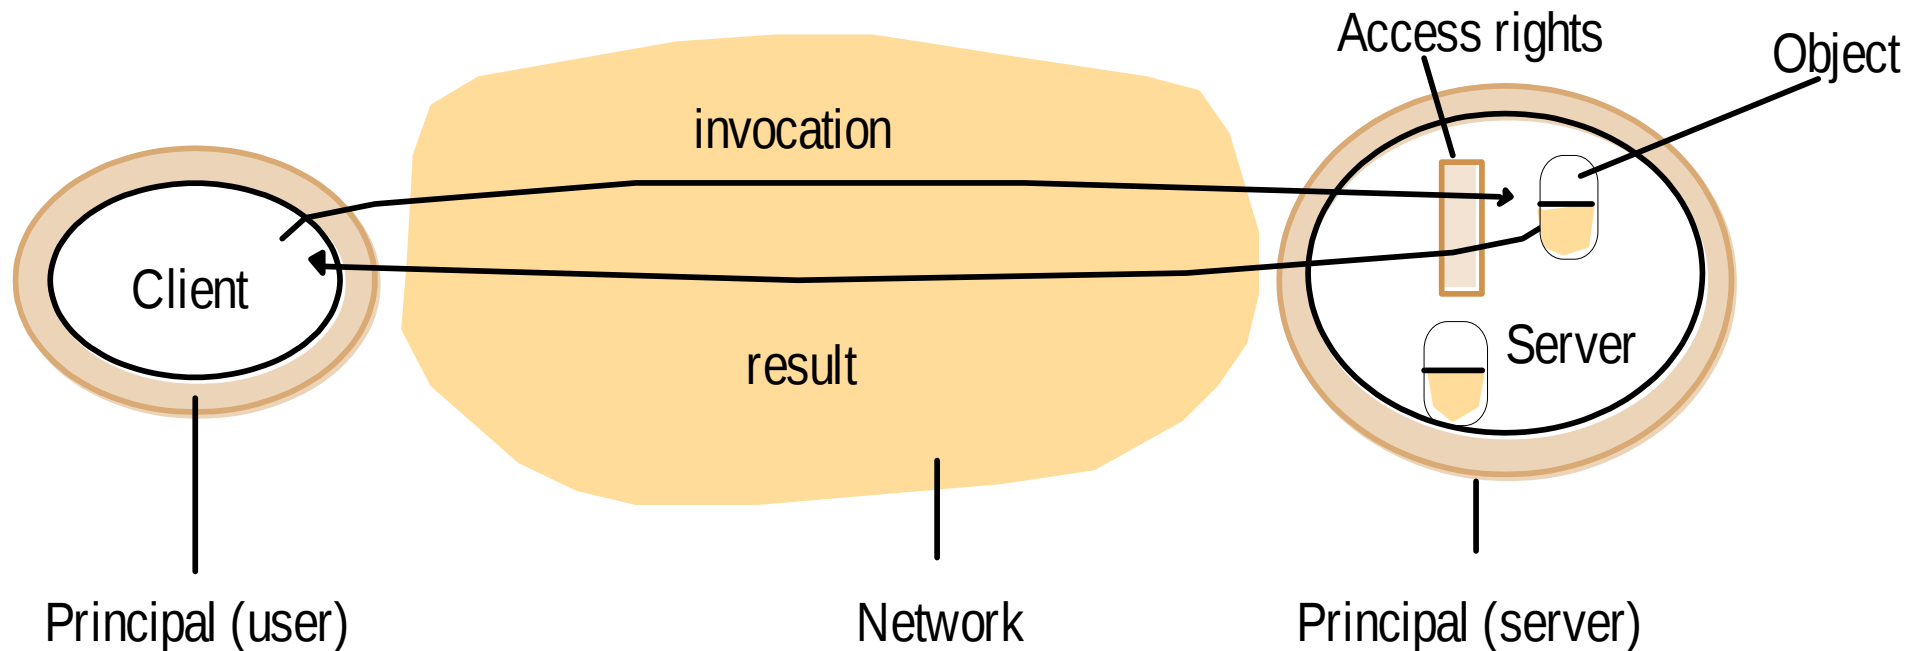 Access rights
Object
invocation
Client
Server
result
Principal (user)
Network
Principal (server)